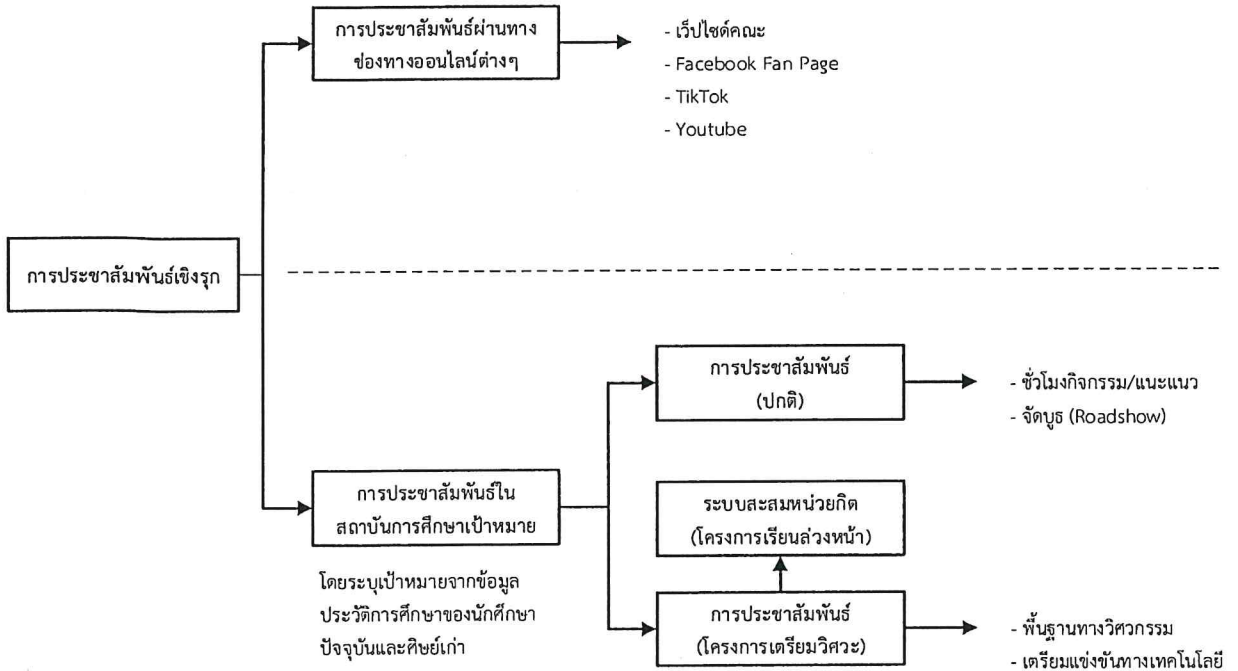 การประชาสัมพันธ์ผ่านทาง
ช่องทางออนไลน์ต่างๆ
- เว็ปไซด์คณะ
- Facebook Fan Page
- TikTok
- Youtube
การประชาสัมพันธ์เชิงรุก
การประชาสัมพันธ์
(ปกติ)
- ชั่วโมงกิจกรรม/แนะแนว
- จัดบูธ (Roadshow)
การประชาสัมพันธ์ใน
สถาบันการศึกษาเป้าหมาย
ระบบสะสมหน่วยกิต
(โครงการเรียนล่วงหน้า)
โดยระบุเป้าหมายจากข้อมูล
ประวัติการศึกษาของนักศึกษา
ปัจจุบันและศิษย์เก่า
การประชาสัมพันธ์
(โครงการเตรียมวิศวะ)
- พื้นฐานทางวิศวกรรม
- เตรียมแข่งขันทางเทคโนโลยี